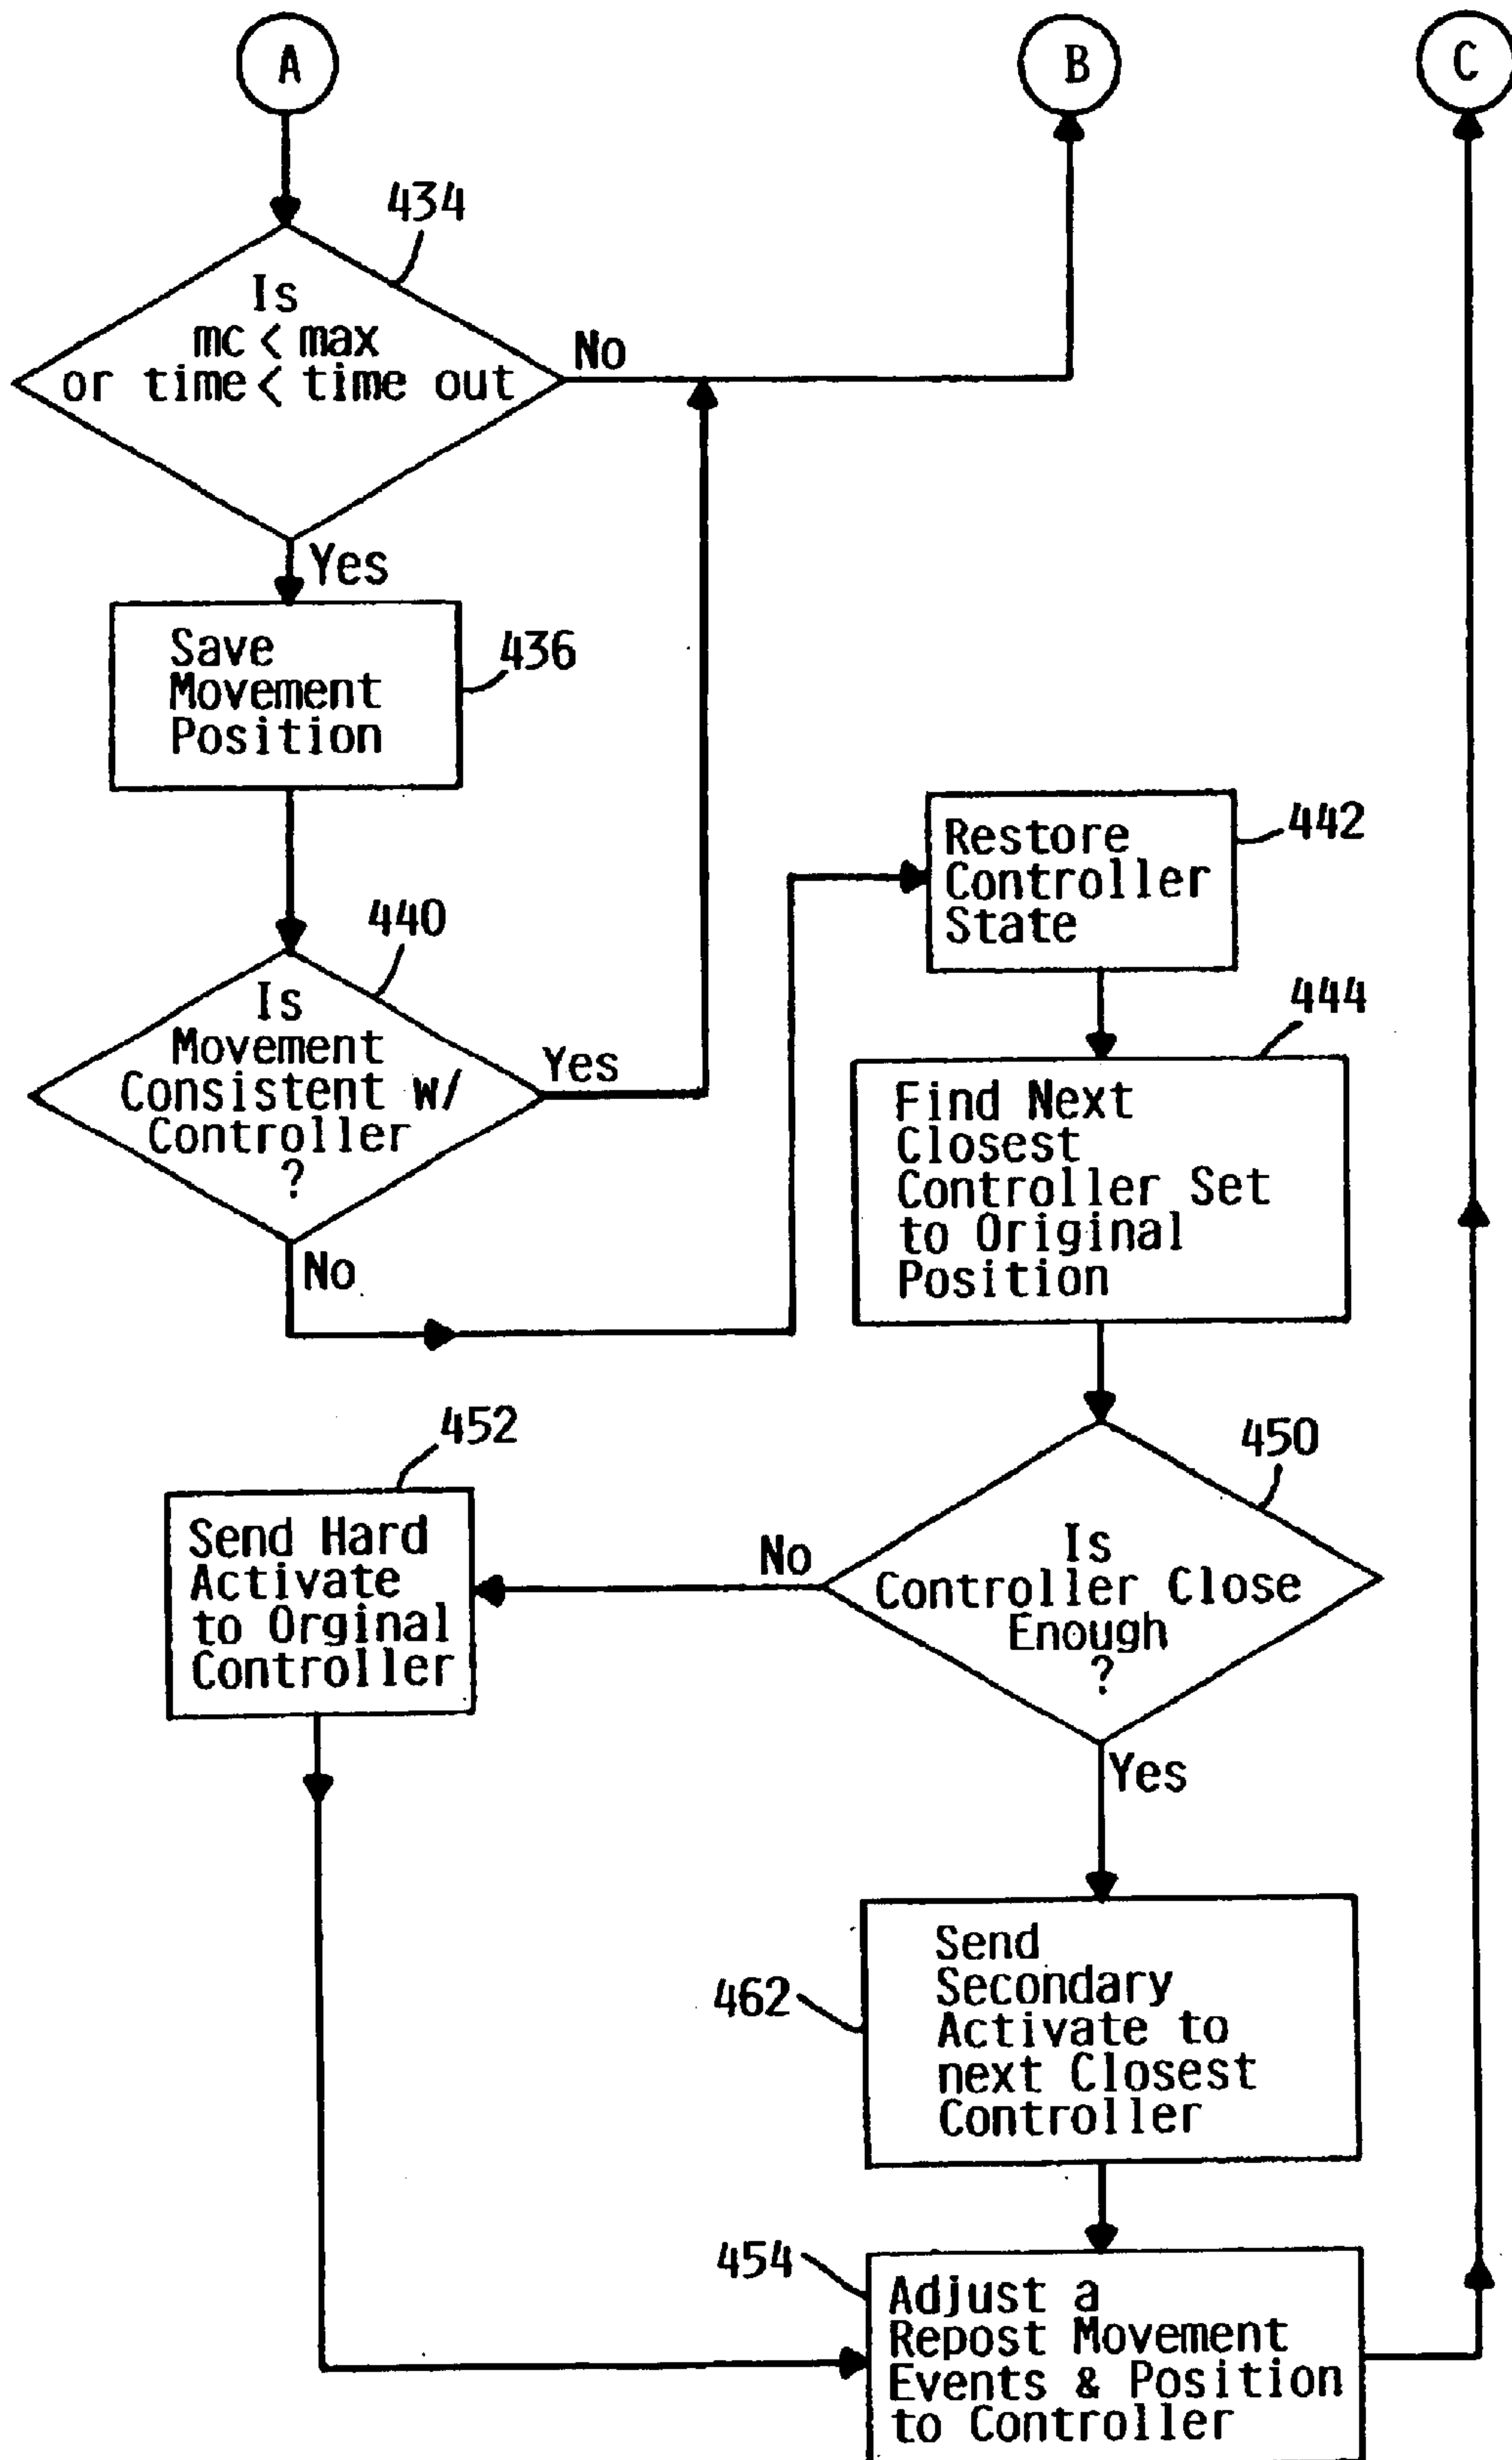 A
B
C
434
Is
mc < max
or time < time out
No
Yes
Save
Movement
Position
436
440
Is
Movement
Consistent w/
Controller
?
Yes
No
Restore
Controller
State
442
444
Find Next
Closest
Controller Set
to Original
Position
450
Is
Controller Close
Enough
?
No
Yes
452
Send Hard
Activate
to Orginal
Controller
462
Send
Secondary
Activate to
next Closest
Controller
454
Adjust a
Repost Movement
Events & Position
to Controller